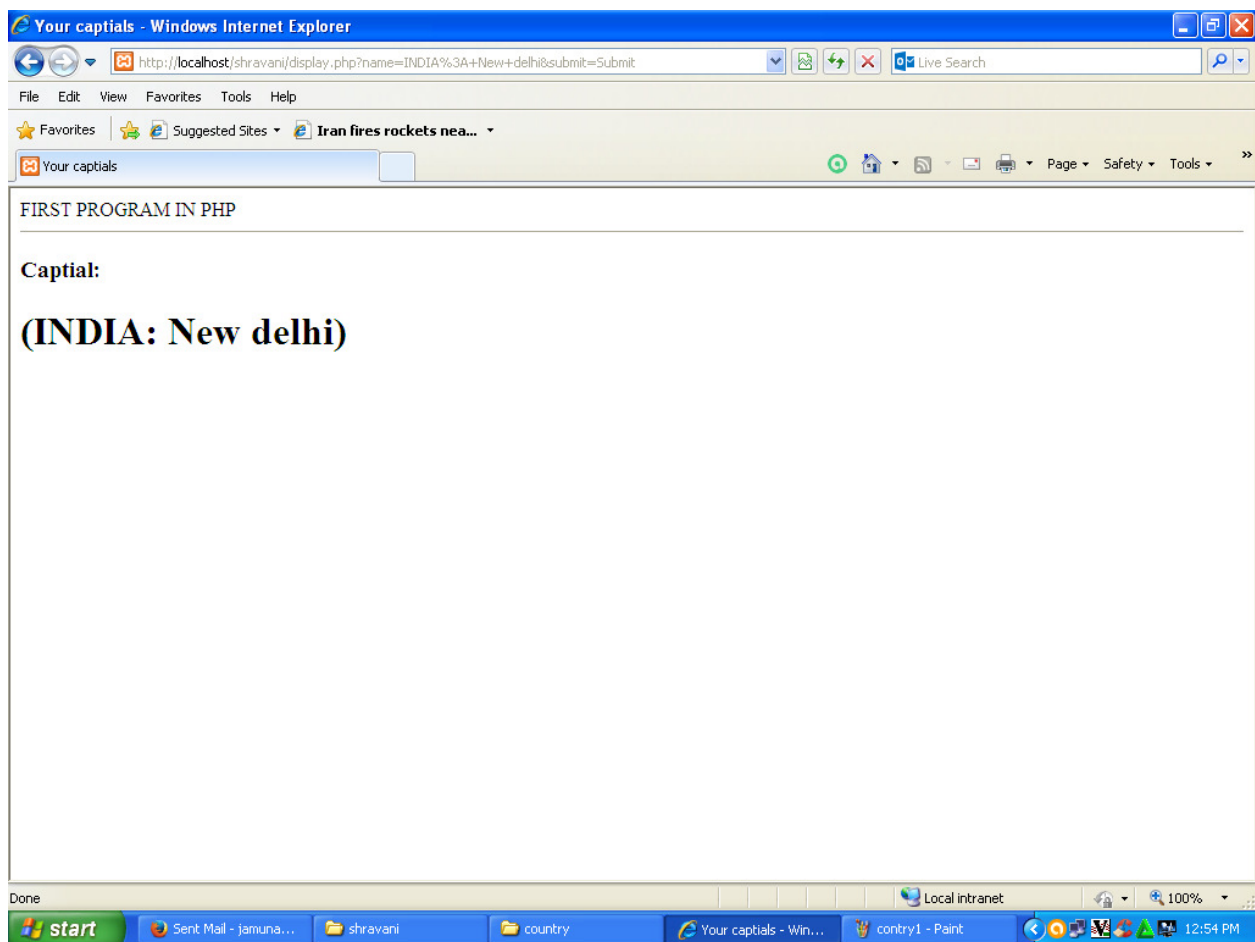 Your captials - Windows Internet Explorer
http://localhost/shravani/display.php?name=INDIA%3A+New+delhi&submit=Submit
Live Search
File Edit View Favorites Tools Help
Favorites Suggested Sites Iran fires rockets nea...
Your captials
Page Safety Tools »
FIRST PROGRAM IN PHP
Captial:
(INDIA: New delhi)
Done Local intranet 100%
start Sent Mail - jamuna... shravani country Your captials - Win... contry1 - Paint 12:54 PM